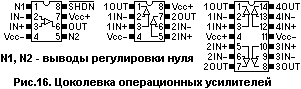 N1 1 8 SHDN
1IN- 2 7 Vcc+
1IN+ 3 6 OUT
Vcc- 4 5 N2
1OUT 1 8 Vcc+
1IN- 2 7 2OUT
1IN+ 3 6 2IN-
Vcc- 4 5 2IN+
1OUT 1 14 4OUT
1IN- 2 13 4IN-
1IN+ 3 12 4IN+
Vcc+ 4 11 Vcc-
2IN+ 5 10 3IN+
2IN- 6 9 3IN-
2OUT 7 8 3OUT
N1, N2 - выводы регулировки нуля
Рис.16. Цоколевка операционных усилителей